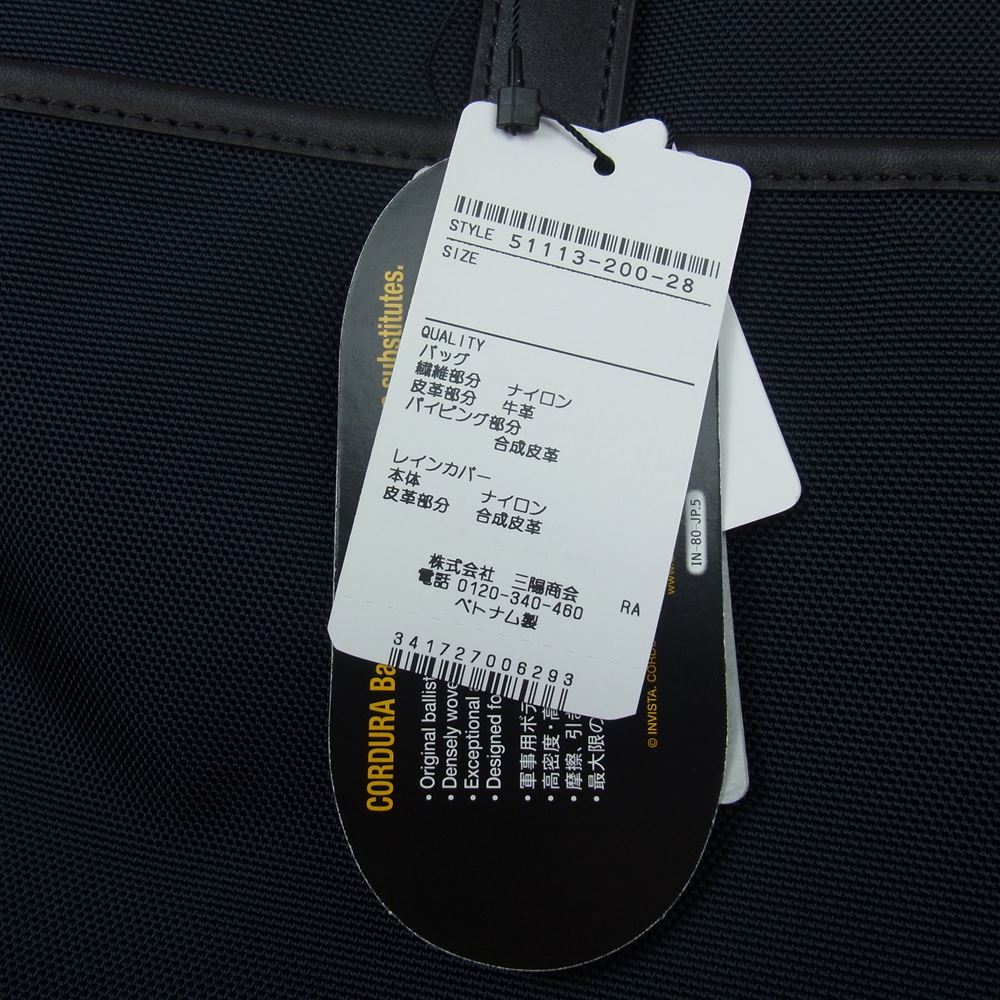 STYLE 51113-200-28
SIZE
QUALITY
バッグ
繊維部分 ナイロン
皮革部分 牛革
パイピング部分
合成皮革
レインカバー
本体 ナイロン
皮革部分 合成皮革
株式会社 三陽商会
電話 0120-340-460 RA
ベトナム製
341727006293
substitutes.
CORDURA Ba
• Original ballist
• Densely wove
• Exceptional
• Designed fo
• 軍事用ボ
• 高密度・高
• 摩擦、引き
• 最大限の
© INVISTA. CORD
IN-80-JP.5
www.